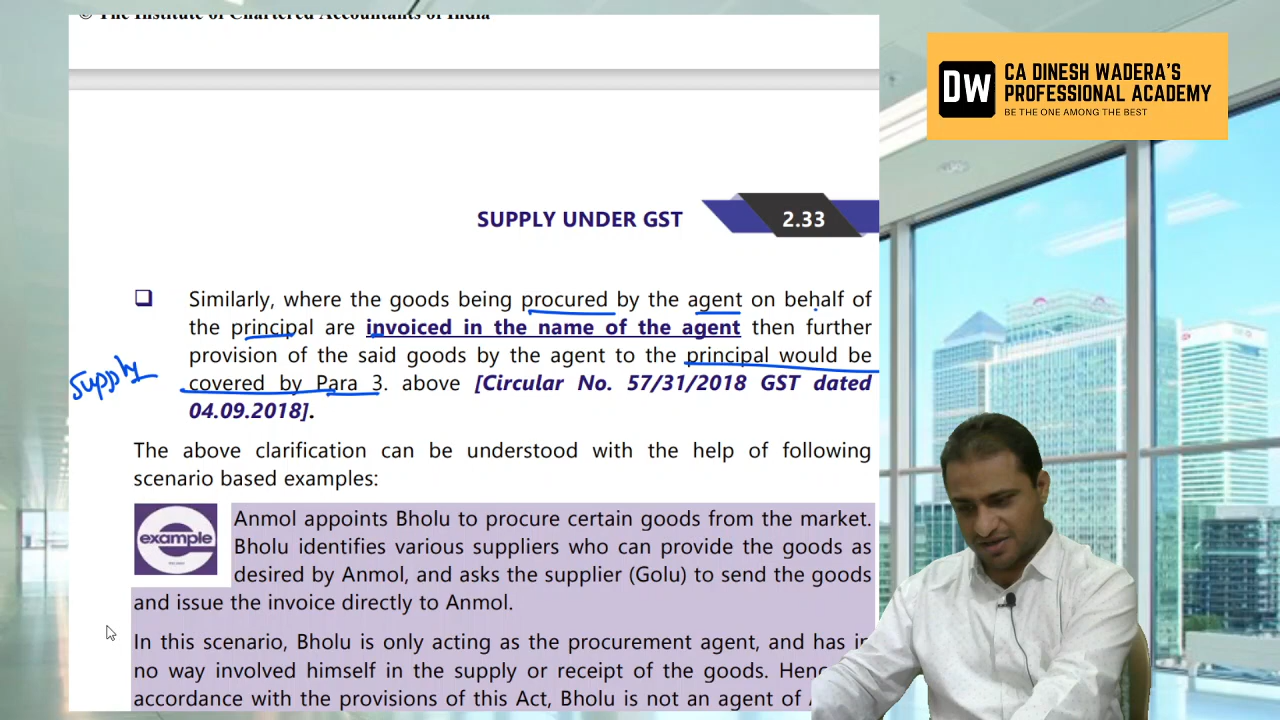 © The Institute of Chartered Accountants of India
DW
CA DINESH WADERA'S
PROFESSIONAL ACADEMY
BE THE ONE AMONG THE BEST
SUPPLY UNDER GST
2.33
Similarly, where the goods being procured by the agent on behalf of
the principal are invoiced in the name of the agent then further
provision of the said goods by the agent to the principal would be
covered by Para 3. above [Circular No. 57/31/2018 GST dated
04.09.2018].
Supply
The above clarification can be understood with the help of following
scenario based examples:
example
Anmol appoints Bholu to procure certain goods from the market.
Bholu identifies various suppliers who can provide the goods as
desired by Anmol, and asks the supplier (Golu) to send the goods
and issue the invoice directly to Anmol.
In this scenario, Bholu is only acting as the procurement agent, and has in
no way involved himself in the supply or receipt of the goods.
accordance with the provisions of this Act, Bholu is not an agent of